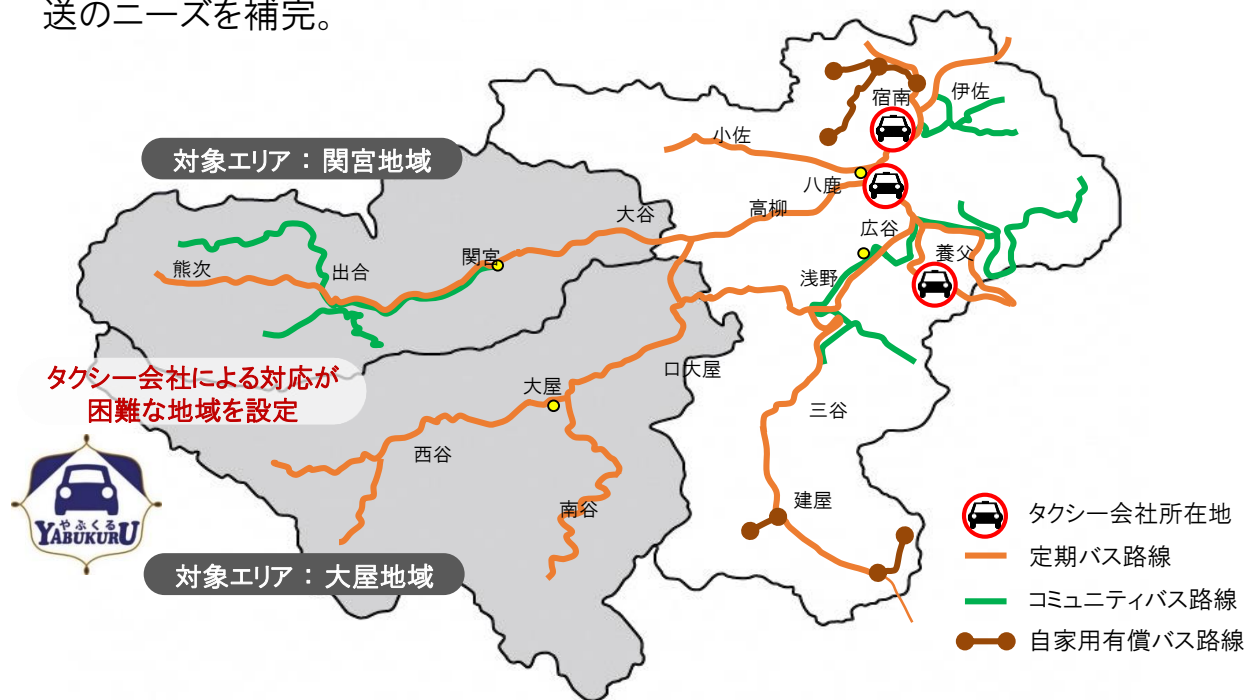 送のニーズを補完。
宿南
伊佐
小佐
対象エリア : 関宮地域
八鹿
大谷
高柳
広谷
関宮
養父
熊次
出合
浅野
タクシー会社による対応が
困難な地域を設定
口大屋
大屋
三谷
西谷
やぶくる
YABUKURU
南谷
建屋
タクシー会社所在地
定期バス路線
対象エリア : 大屋地域
コミュニティバス路線
自家用有償バス路線